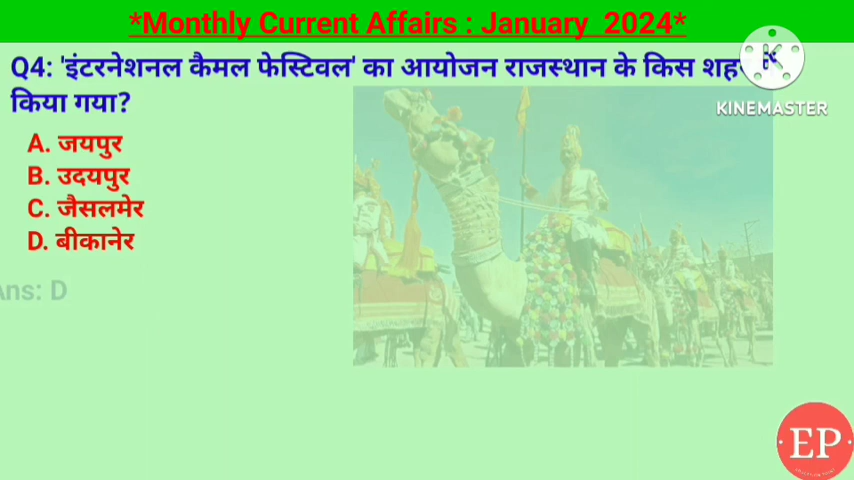 *Monthly Current Affairs : January 2024*
Q4: 'इंटरनेशनल कैमल फेस्टिवल' का आयोजन राजस्थान के किस
किया गया?
KINEMASTER
A. जयपुर
B. उदयपुर
C. जैसलमेर
D. बीकानेर
Ans: D
EP